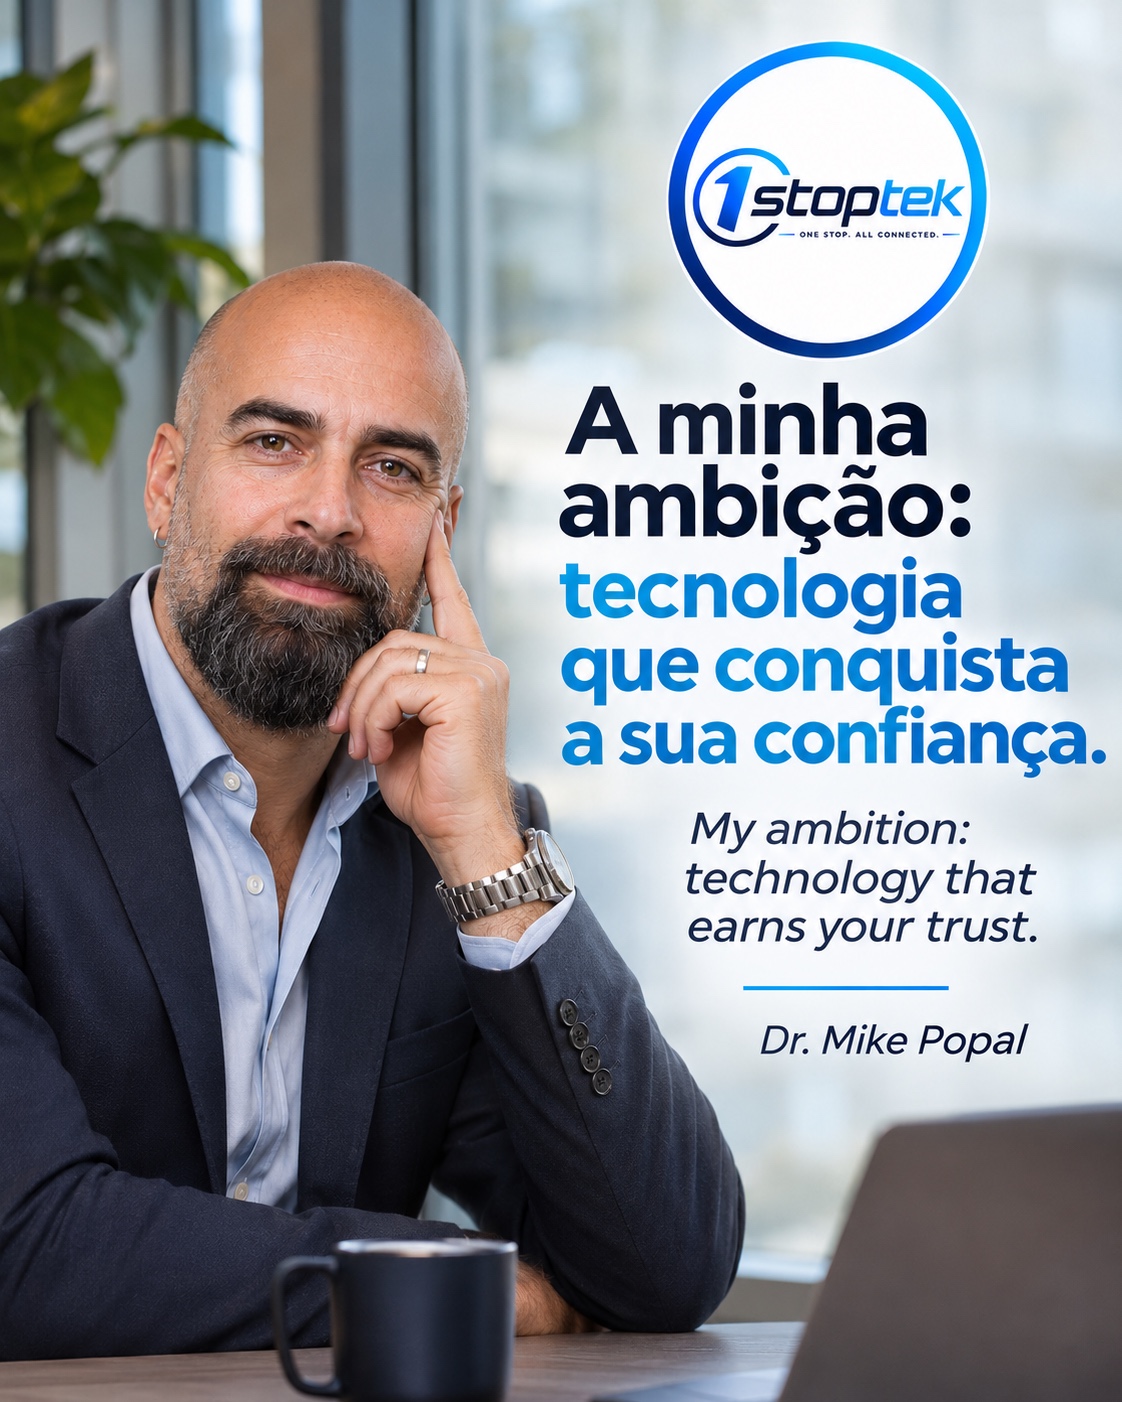 1stoptek
ONE STOP. ALL CONNECTED.
A minha
ambição:
tecnologia
que conquista
a sua confiança.
My ambition:
technology that
earns your trust.
Dr. Mike Popal